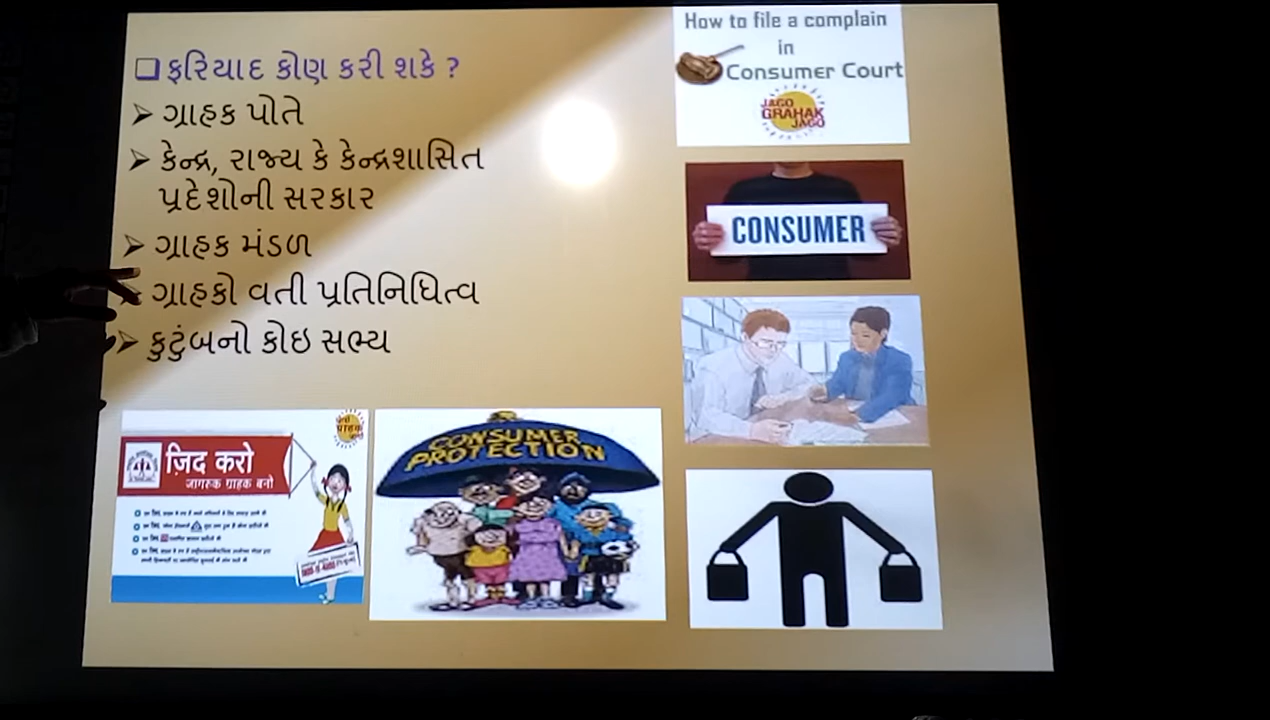 ફરિયાદ કોણ કરી શકે ?
ગ્રાહક પોતે
કેન્દ્ર, રાજ્ય કે કેન્દ્રશાસિત
પ્રદેશોની સરકાર
ગ્રાહક મંડળ
ગ્રાહકો વતી પ્રતિનિધિત્વ
કુટુંબનો કોઇ સભ્ય
How to file a complain
in
Consumer Court
JAGO
GRAHAK
JAGO
CONSUMER
ज़िद करो
जागरूक ग्राहक बनो
CONSUMER
PROTECTION